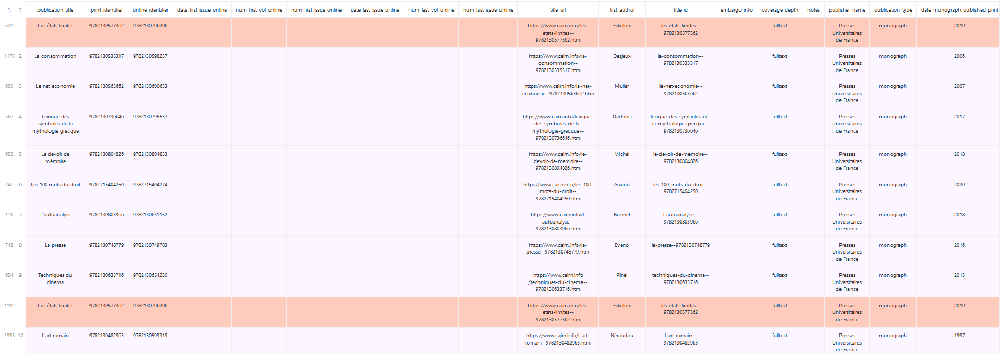 1 1 publication_title print_identifier online_identifier date_first_issue_online num_first_vol_online num_first_issue_online date_last_issue_online num_last_vol_online num_last_issue_online title_url first_author title_id embargo_info coverage_depth notes publisher_name publication_type date_monograph_published_print
631 Les états limites 9782130577362 9782130796206 https://www.cairn.info/les- Estellon les-etats-limites-- fulltext Presses monograph 2010
etats-limites-- 9782130577362 Universitaires
9782130577362.htm de France
1175 2 La consommation 9782130535317 9782130598237 https://www.cairn.info/la- Desjeux la-consommation-- fulltext Presses monograph 2006
consommation-- 9782130535317 Universitaires
9782130535317.htm de France
650 3 La net économie 9782130563662 9782130600633 https://www.cairn.info/la-net- Muller la-net-economie-- fulltext Presses monograph 2007
economie--9782130563662.htm 9782130563662 Universitaires
de France
567 4 Lexique des 9782130736646 9782130795537 https://www.cairn.info/lexique- Darthou lexique-des-symboles-de- fulltext Presses monograph 2017
symboles de la des-symboles-de-la- la-mythologie-grecque-- Universitaires
mythologie grecque mythologie-grecque-- 9782130736646 de France
9782130736646.htm
652 5 Le devoir de 9782130804826 9782130804833 https://www.cairn.info/le- Michel le-devoir-de-memoire-- fulltext Presses monograph 2018
mémoire devoir-de-memoire-- 9782130804826 Universitaires
9782130804826.htm de France
747 6 Les 100 mots du droit 9782715404250 9782715404274 https://www.cairn.info/les-100- Gaudu les-100-mots-du-droit-- fulltext Presses monograph 2020
mots-du-droit-- 9782715404250 Universitaires
9782715404250.htm de France
170 7 L'autoanalyse 9782130803966 9782130631132 https://www.cairn.info/l- Bonnet l-autoanalyse-- fulltext Presses monograph 2018
autoanalyse-- 9782130803966 Universitaires
9782130803966.htm de France
748 8 La presse 9782130748779 9782130749783 https://www.cairn.info/la- Eveno la-presse--9782130748779 fulltext Presses monograph 2016
presse--9782130748779.htm Universitaires
de France
654 9 Techniques du 9782130633716 9782130654230 https://www.cairn.info Pinel techniques-du-cinema-- fulltext Presses monograph 2015
cinéma /techniques-du-cinema-- 9782130633716 Universitaires
9782130633716.htm de France
1192 Les états limites 9782130577362 9782130796206 https://www.cairn.info/les- Estellon les-etats-limites-- fulltext Presses monograph 2010
etats-limites-- 9782130577362 Universitaires
9782130577362.htm de France
1995 10 L'art romain 9782130482963 9782130599319 https://www.cairn.info/l-art- Néraudau l-art-romain-- fulltext Presses monograph 1997
romain--9782130482963.htm 9782130482963 Universitaires
de France